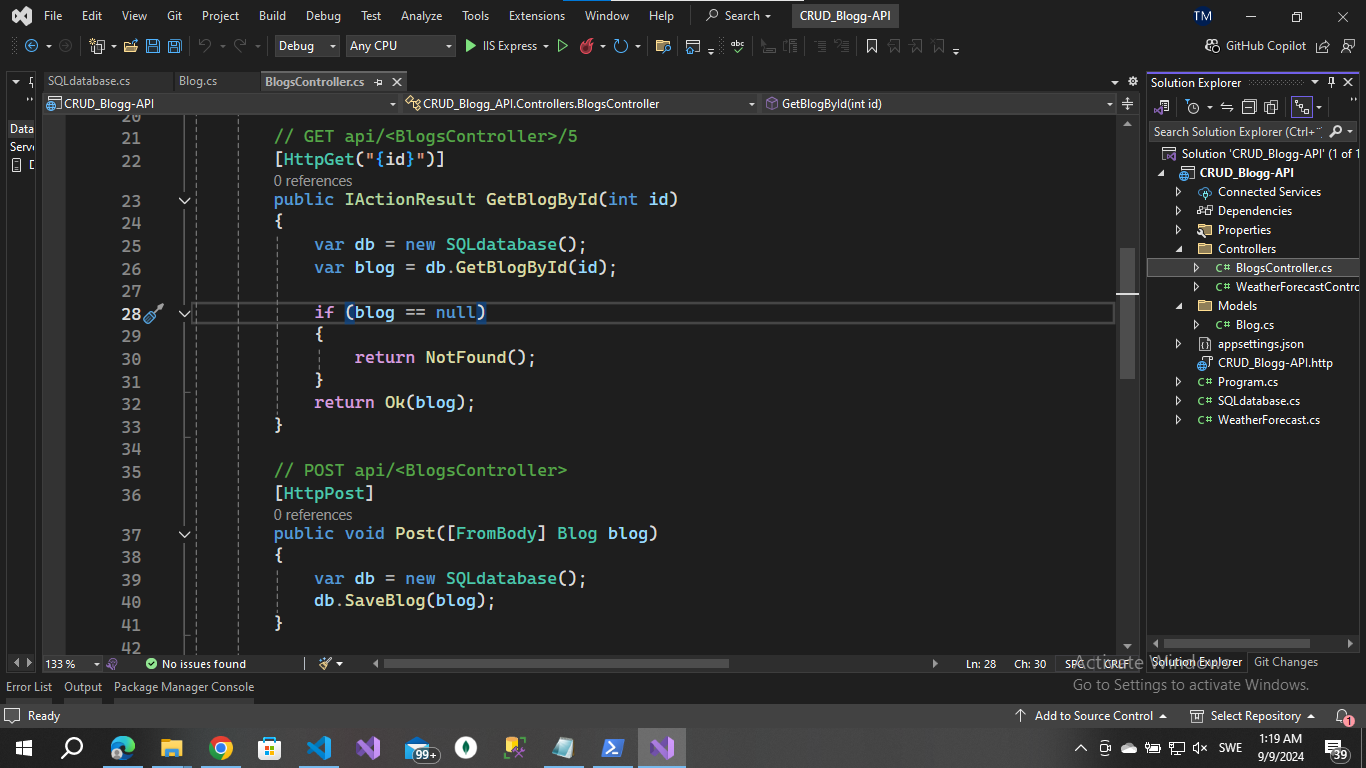 File Edit View Git Project Build Debug Test Analyze Tools Extensions Window Help Search CRUD_Blogg-API TM
Debug Any CPU IIS Express GitHub Copilot
SQLdatabase.cs Blog.cs BlogsController.cs
CRUD_Blogg-API CRUD_Blogg_API.Controllers.BlogsController GetBlogById(int id)
Data
Serve
20
21 // GET api/<BlogsController>/5
22 [HttpGet("{id}")]
0 references
23 public IActionResult GetBlogById(int id)
24 {
25 var db = new SQLdatabase();
26 var blog = db.GetBlogById(id);
27
28 if (blog == null)
29 {
30 return NotFound();
31 }
32 return Ok(blog);
33 }
34
35 // POST api/<BlogsController>
36 [HttpPost]
0 references
37 public void Post([FromBody] Blog blog)
38 {
39 var db = new SQLdatabase();
40 db.SaveBlog(blog);
41 }
42
133 % No issues found Ln: 28 Ch: 30 SPC CRLF
Solution Explorer
Search Solution Explorer (Ctrl+
Solution 'CRUD_Blogg-API' (1 of 1
CRUD_Blogg-API
Connected Services
Dependencies
Properties
Controllers
C# BlogsController.cs
C# WeatherForecastContro
Models
C# Blog.cs
appsettings.json
CRUD_Blogg-API.http
C# Program.cs
C# SQLdatabase.cs
C# WeatherForecast.cs
Solution Explorer Git Changes
Activate Windows
Go to Settings to activate Windows.
Error List Output Package Manager Console
Ready Add to Source Control Select Repository 1
99+ SWE 1:19 AM
9/9/2024 39